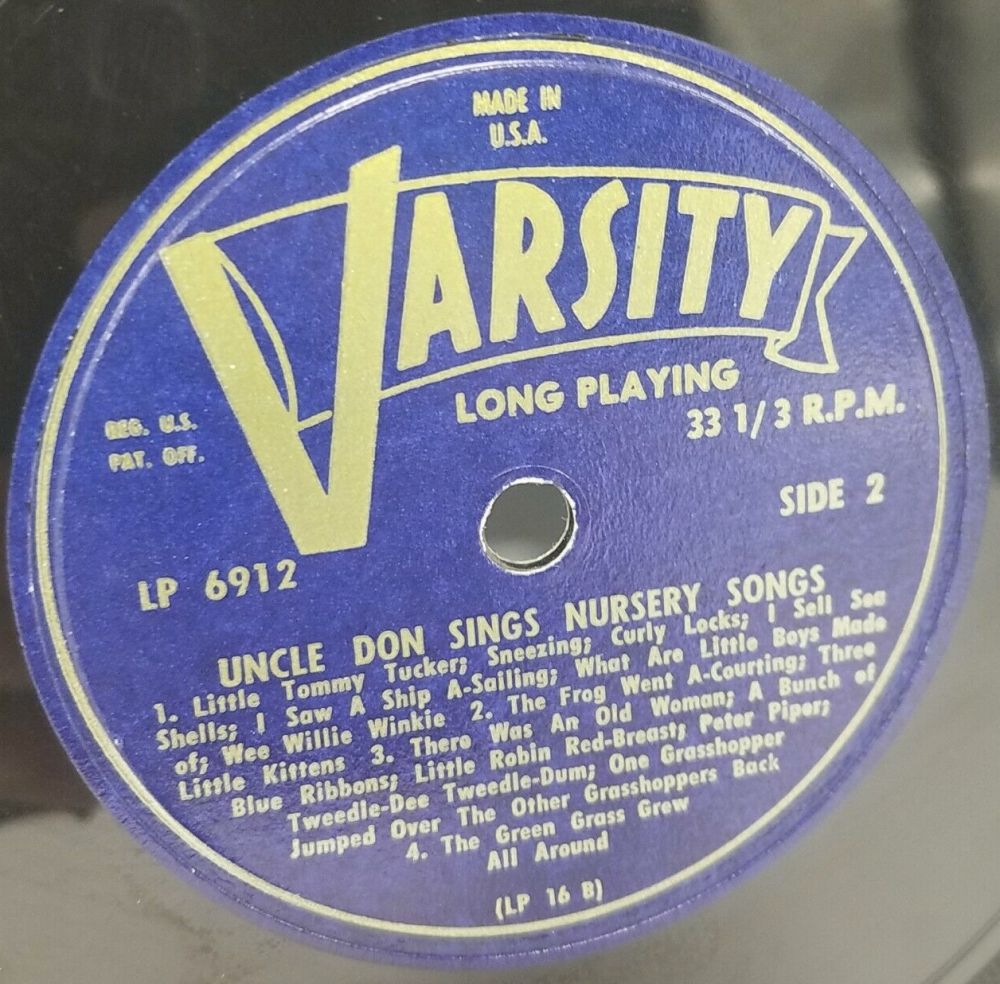 MADE IN
U.S.A.
VARSITY
LONG PLAYING
33 1/3 R.P.M.
REG. U.S.
PAT. OFF.
SIDE 2
LP 6912
UNCLE DON SINGS NURSERY SONGS
1. Little Tommy Tucker; Sneezing; Curly Locks; I Sell Sea
Shells; I Saw A Ship A-Sailing; What Are Little Boys Made
of; Wee Willie Winkie 2. The Frog Went A-Courting; Three
Little Kittens 3. There Was An Old Woman; A Bunch of
Blue Ribbons; Little Robin Red-Breast; Peter Piper;
Tweedle-Dee Tweedle-Dum; One Grasshopper
Jumped Over The Other Grasshoppers Back
4. The Green Grass Grew
All Around
(LP 16 B)